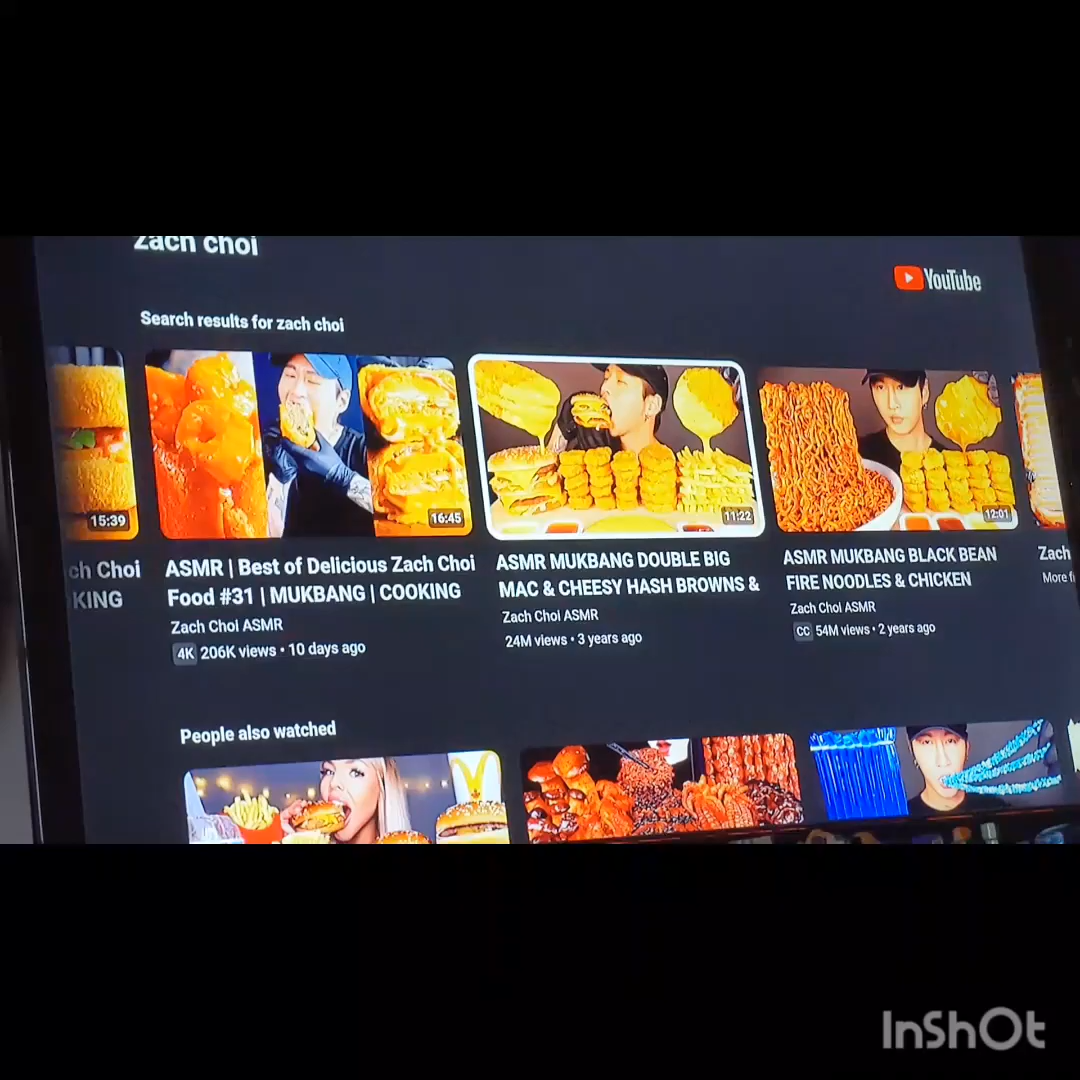 zach choi
YouTube
Search results for zach choi
15:39
16:45
11:22
12:01
ch Choi
KING
ASMR | Best of Delicious Zach Choi
Food #31 | MUKBANG | COOKING
Zach Choi ASMR
4K 206K views • 10 days ago
ASMR MUKBANG DOUBLE BIG
MAC & CHEESY HASH BROWNS &
Zach Choi ASMR
24M views • 3 years ago
ASMR MUKBANG BLACK BEAN
FIRE NOODLES & CHICKEN
Zach Choi ASMR
CC 54M views • 2 years ago
Zach
More f
People also watched
InShOt